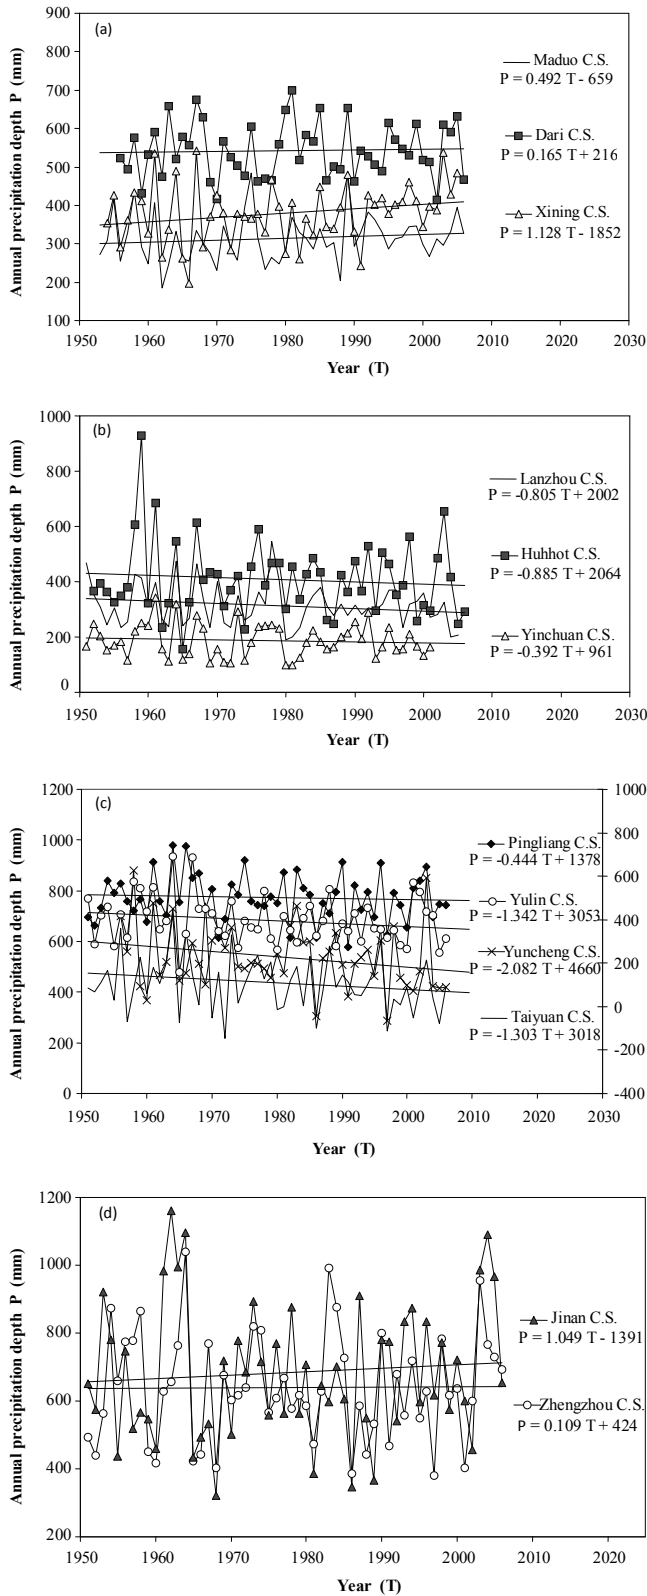 (a)
Annual precipitation depth P (mm)
900
800
700
600
500
400
300
200
100
Maduo C.S.
P = 0.492 T - 659
Dari C.S.
P = 0.165 T + 216
Xining C.S.
P = 1.128 T - 1852
1950 1960 1970 1980 1990 2000 2010 2020 2030
Year (T)
(b)
Annual precipitation depth P (mm)
1000
800
600
400
200
0
Lanzhou C.S.
P = -0.805 T + 2002
Huhhot C.S.
P = -0.885 T + 2064
Yinchuan C.S.
P = -0.392 T + 961
1950 1960 1970 1980 1990 2000 2010 2020 2030
Year (T)
(c)
Annual precipitation depth P (mm)
1200
1000
800
600
400
200
0
Pingliang C.S.
P = -0.444 T + 1378
Yulin C.S.
P = -1.342 T + 3053
Yuncheng C.S.
P = -2.082 T + 4660
Taiyuan C.S.
P = -1.303 T + 3018
1000
800
600
400
200
0
-200
-400
1950 1960 1970 1980 1990 2000 2010 2020 2030
Year (T)
(d)
Annual precipitation depth P (mm)
1200
1000
800
600
400
200
Jinan C.S.
P = 1.049 T - 1391
Zhengzhou C.S.
P = 0.109 T + 424
1950 1960 1970 1980 1990 2000 2010 2020
Year (T)